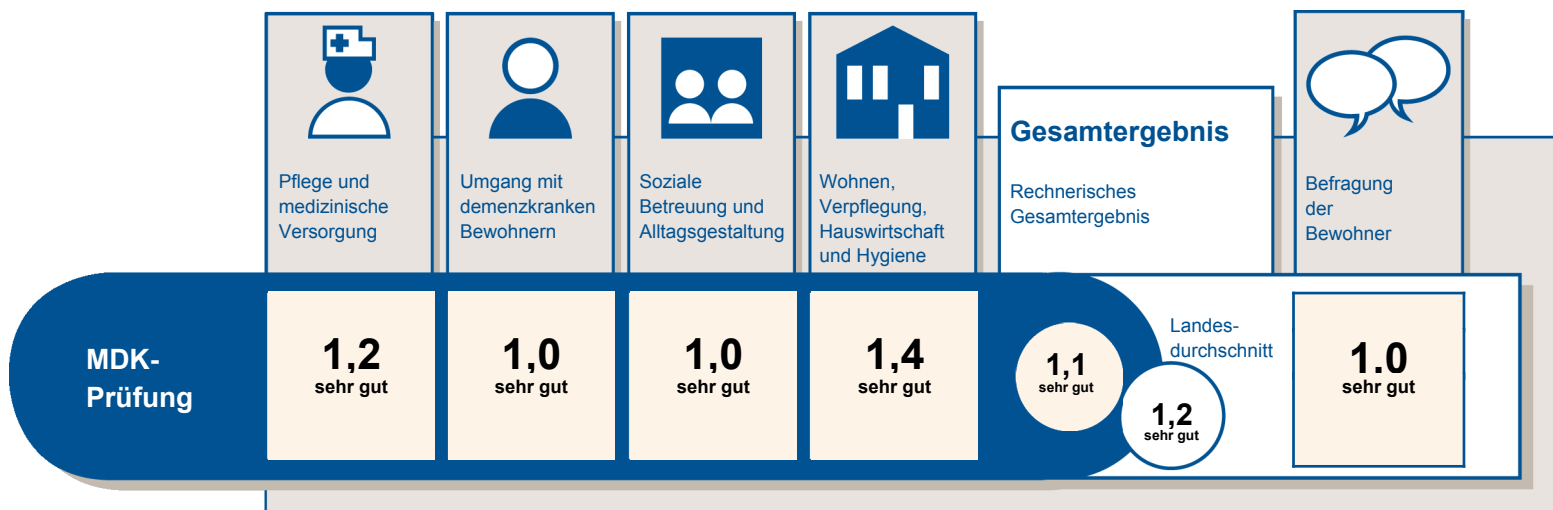 Pflege und
medizinische
Versorgung
Umgang mit
demenzkranken
Bewohnern
Soziale
Betreuung und
Alltagsgestaltung
Wohnen,
Verpflegung,
Hauswirtschaft
und Hygiene
Gesamtergebnis
Rechnerisches
Gesamtergebnis
Befragung
der
Bewohner
MDK-
Prüfung
1,2
sehr gut
1,0
sehr gut
1,0
sehr gut
1,4
sehr gut
1,1
sehr gut
Landes-
durchschnitt
1,2
sehr gut
1.0
sehr gut